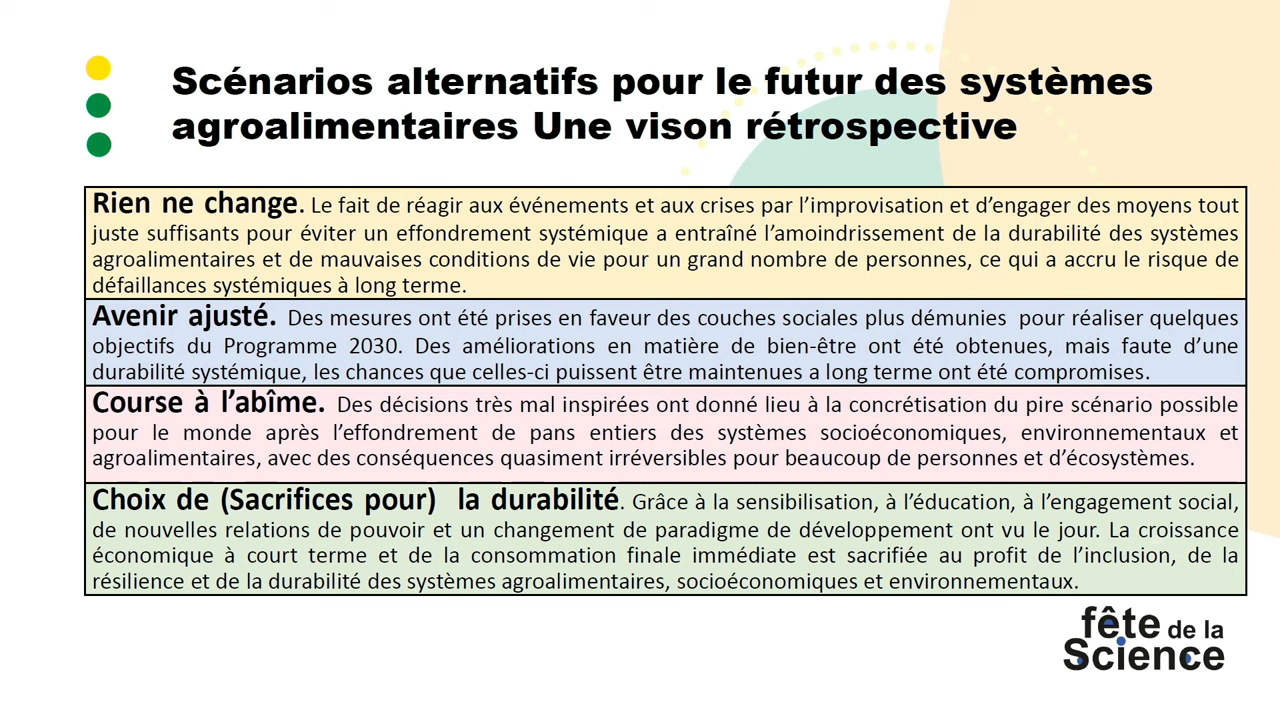 Scénarios alternatifs pour le futur des systèmes
agroalimentaires Une vison rétrospective
Rien ne change. Le fait de réagir aux événements et aux crises par l’improvisation et d’engager des moyens tout
juste suffisants pour éviter un effondrement systémique a entraîné l’amoindrissement de la durabilité des systèmes
agroalimentaires et de mauvaises conditions de vie pour un grand nombre de personnes, ce qui a accru le risque de
défaillances systémiques à long terme.
Avenir ajusté. Des mesures ont été prises en faveur des couches sociales plus démunies pour réaliser quelques
objectifs du Programme 2030. Des améliorations en matière de bien-être ont été obtenues, mais faute d’une
durabilité systémique, les chances que celles-ci puissent être maintenues a long terme ont été compromises.
Course à l’abîme. Des décisions très mal inspirées ont donné lieu à la concrétisation du pire scénario possible
pour le monde après l’effondrement de pans entiers des systèmes socioéconomiques, environnementaux et
agroalimentaires, avec des conséquences quasiment irréversibles pour beaucoup de personnes et d’écosystèmes.
Choix de (Sacrifices pour) la durabilité. Grâce à la sensibilisation, à l’éducation, à l’engagement social,
de nouvelles relations de pouvoir et un changement de paradigme de développement ont vu le jour. La croissance
économique à court terme et de la consommation finale immédiate est sacrifiée au profit de l’inclusion, de la
résilience et de la durabilité des systèmes agroalimentaires, socioéconomiques et environnementaux.
fête de la
Science